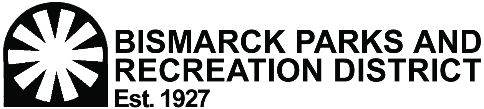 BISMARCK PARKS AND
RECREATION DISTRICT
Est. 1927